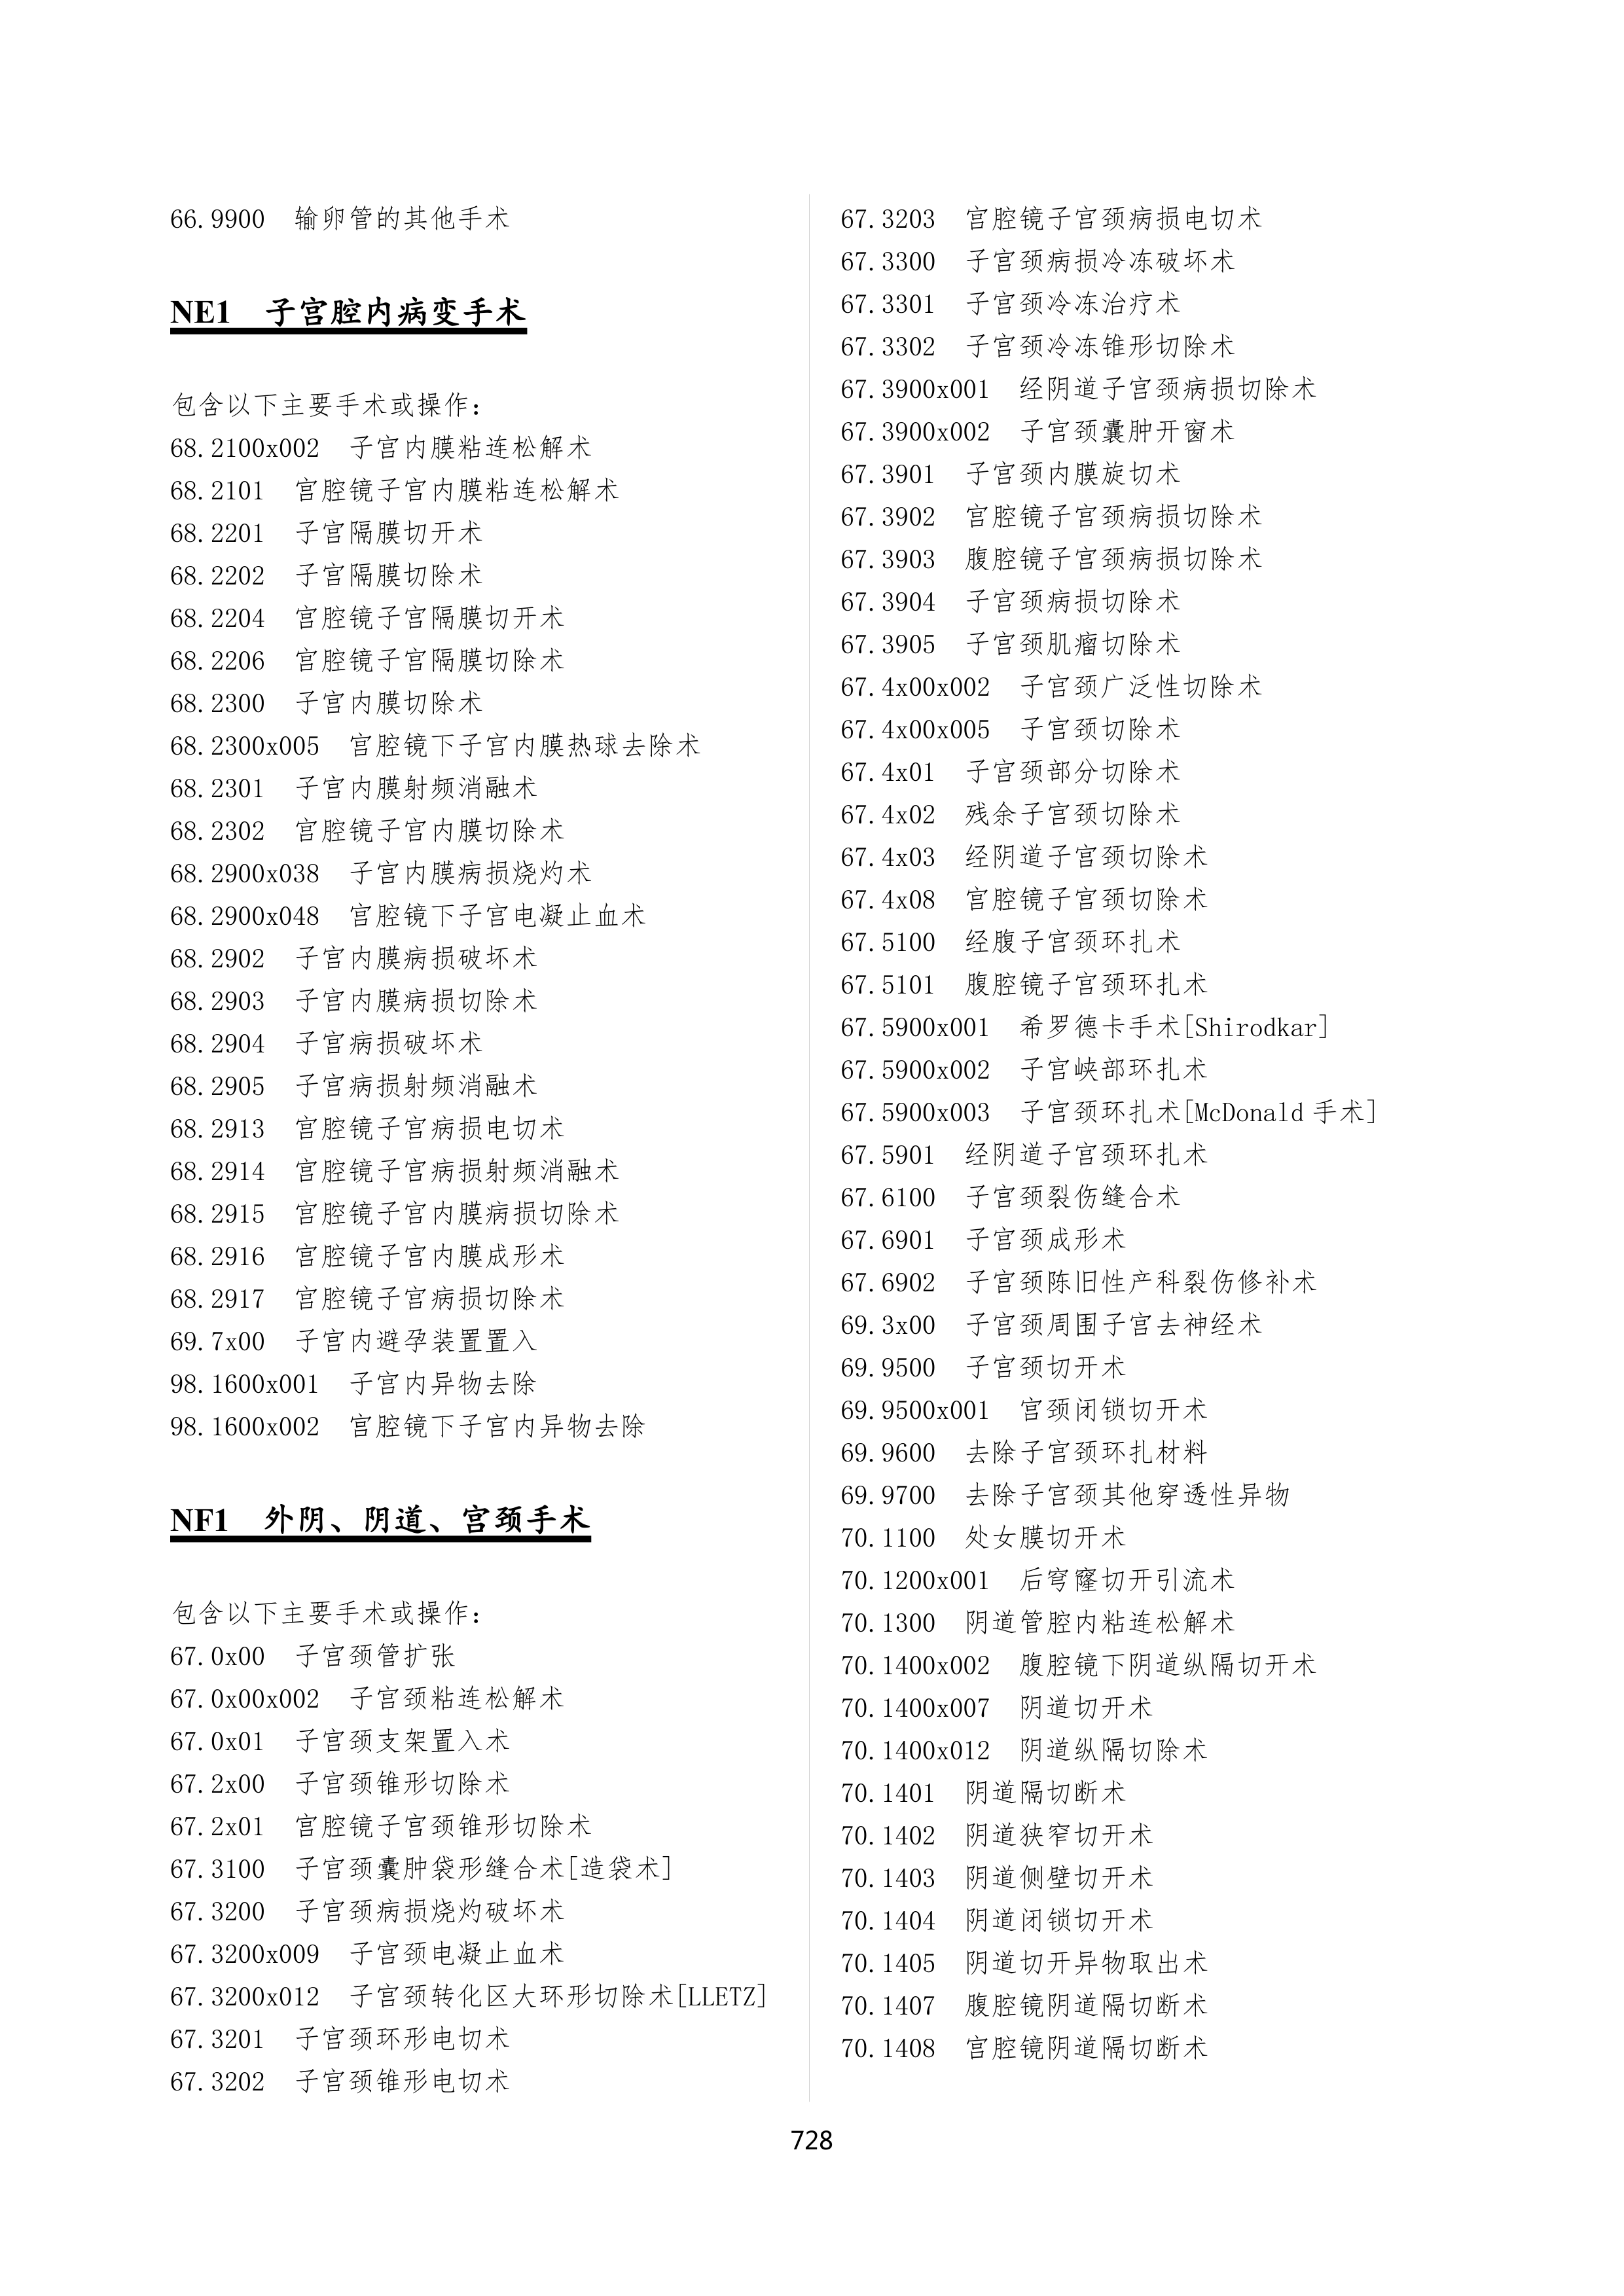 66.9900 输卵管的其他手术
NE1 子宫腔内病变手术
包含以下主要手术或操作：
68.2100x002 子宫内膜粘连松解术
68.2101 宫腔镜子宫内膜粘连松解术
68.2201 子宫隔膜切开术
68.2202 子宫隔膜切除术
68.2204 宫腔镜子宫隔膜切开术
68.2206 宫腔镜子宫隔膜切除术
68.2300 子宫内膜切除术
68.2300x005 宫腔镜下子宫内膜热球去除术
68.2301 子宫内膜射频消融术
68.2302 宫腔镜子宫内膜切除术
68.2900x038 子宫内膜病损烧灼术
68.2900x048 宫腔镜下子宫电凝止血术
68.2902 子宫内膜病损破坏术
68.2903 子宫内膜病损切除术
68.2904 子宫病损破坏术
68.2905 子宫病损射频消融术
68.2913 宫腔镜子宫病损电切术
68.2914 宫腔镜子宫病损射频消融术
68.2915 宫腔镜子宫内膜病损切除术
68.2916 宫腔镜子宫内膜成形术
68.2917 宫腔镜子宫病损切除术
69.7x00 子宫内避孕装置置入
98.1600x001 子宫内异物去除
98.1600x002 宫腔镜下子宫内异物去除
NF1 外阴、阴道、宫颈手术
包含以下主要手术或操作：
67.0x00 子宫颈管扩张
67.0x00x002 子宫颈粘连松解术
67.0x01 子宫颈支架置入术
67.2x00 子宫颈锥形切除术
67.2x01 宫腔镜子宫颈锥形切除术
67.3100 子宫颈囊肿袋形缝合术[造袋术]
67.3200 子宫颈病损烧灼破坏术
67.3200x009 子宫颈电凝止血术
67.3200x012 子宫颈转化区大环形切除术[LLETZ]
67.3201 子宫颈环形电切术
67.3202 子宫颈锥形电切术
67.3203 宫腔镜子宫颈病损电切术
67.3300 子宫颈病损冷冻破坏术
67.3301 子宫颈冷冻治疗术
67.3302 子宫颈冷冻锥形切除术
67.3900x001 经阴道子宫颈病损切除术
67.3900x002 子宫颈囊肿开窗术
67.3901 子宫颈内膜旋切术
67.3902 宫腔镜子宫颈病损切除术
67.3903 腹腔镜子宫颈病损切除术
67.3904 子宫颈病损切除术
67.3905 子宫颈肌瘤切除术
67.4x00x002 子宫颈广泛性切除术
67.4x00x005 子宫颈切除术
67.4x01 子宫颈部分切除术
67.4x02 残余子宫颈切除术
67.4x03 经阴道子宫颈切除术
67.4x08 宫腔镜子宫颈切除术
67.5100 经腹子宫颈环扎术
67.5101 腹腔镜子宫颈环扎术
67.5900x001 希罗德卡手术[Shirodkar]
67.5900x002 子宫峡部环扎术
67.5900x003 子宫颈环扎术[McDonald 手术]
67.5901 经阴道子宫颈环扎术
67.6100 子宫颈裂伤缝合术
67.6901 子宫颈成形术
67.6902 子宫颈陈旧性产科裂伤修补术
69.3x00 子宫颈周围子宫去神经术
69.9500 子宫颈切开术
69.9500x001 宫颈闭锁切开术
69.9600 去除子宫颈环扎材料
69.9700 去除子宫颈其他穿透性异物
70.1100 处女膜切开术
70.1200x001 后穹窿切开引流术
70.1300 阴道管腔内粘连松解术
70.1400x002 腹腔镜下阴道纵隔切开术
70.1400x007 阴道切开术
70.1400x012 阴道纵隔切除术
70.1401 阴道隔切断术
70.1402 阴道狭窄切开术
70.1403 阴道侧壁切开术
70.1404 阴道闭锁切开术
70.1405 阴道切开异物取出术
70.1407 腹腔镜阴道隔切断术
70.1408 宫腔镜阴道隔切断术
728